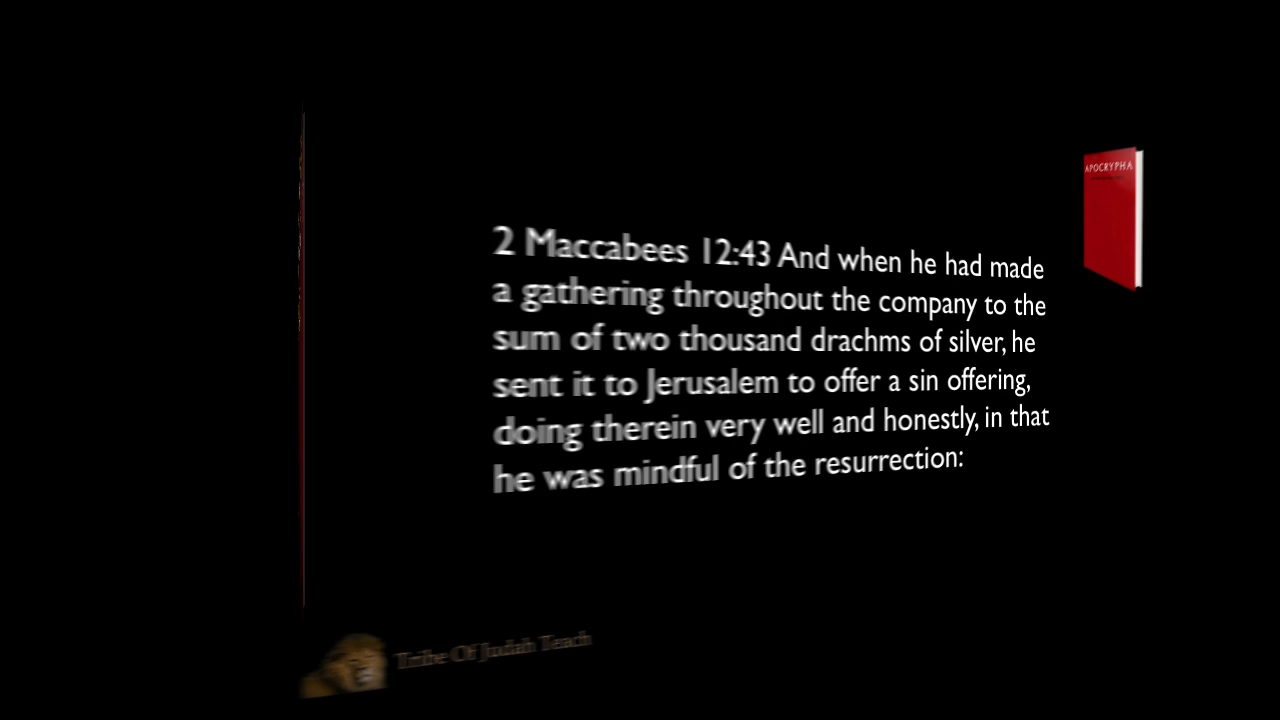 APOCRYPHA
2 Maccabees 12:43 And when he had made
a gathering throughout the company to the
sum of two thousand drachms of silver, he
sent it to Jerusalem to offer a sin offering,
doing therein very well and honestly, in that
he was mindful of the resurrection:
Tribe Of Judah Teach